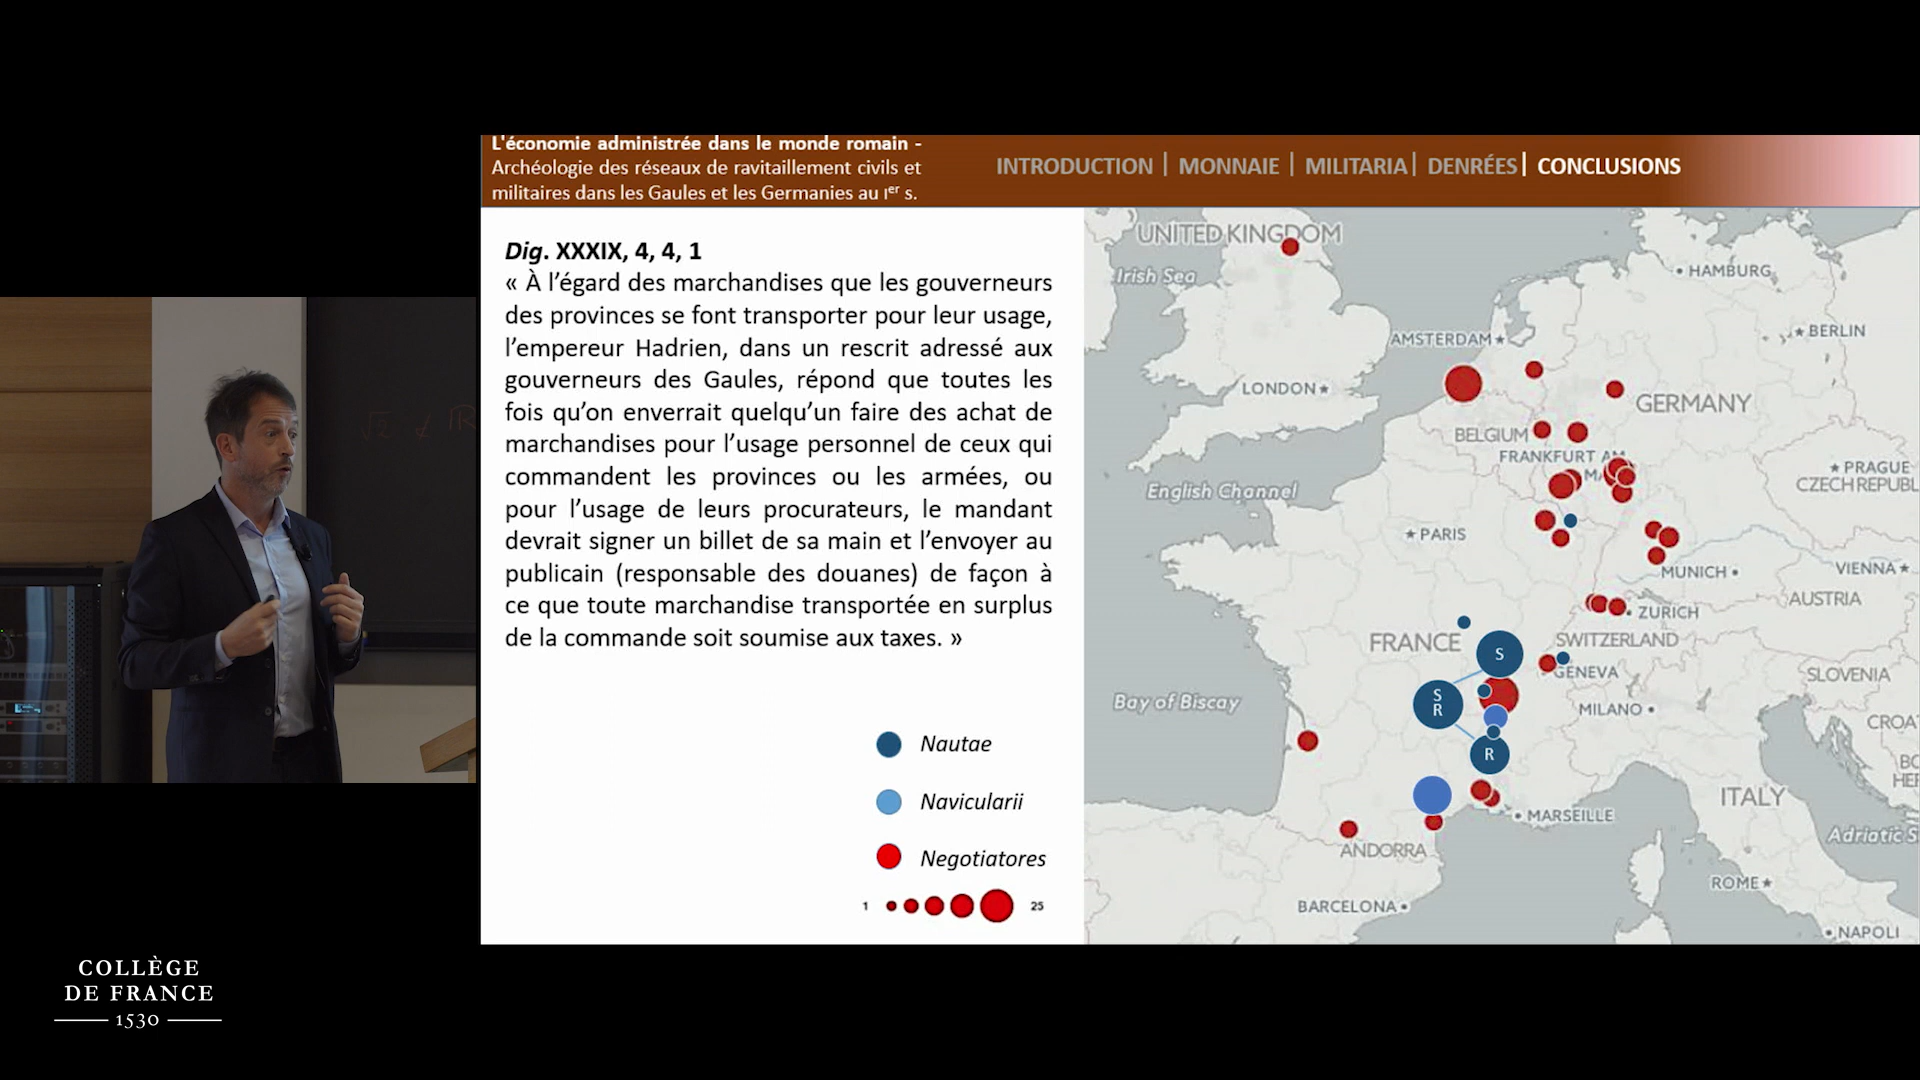 L'économie administrée dans le monde romain -
Archéologie des réseaux de ravitaillement civils et
militaires dans les Gaules et les Germanies au Ier s.
INTRODUCTION | MONNAIE | MILITARIA | DENRÉES | CONCLUSIONS
Dig. XXXIX, 4, 4, 1
« À l'égard des marchandises que les gouverneurs
des provinces se font transporter pour leur usage,
l'empereur Hadrien, dans un rescrit adressé aux
gouverneurs des Gaules, répond que toutes les
fois qu'on enverrait quelqu'un faire des achat de
marchandises pour l'usage personnel de ceux qui
commandent les provinces ou les armées, ou
pour l'usage de leurs procurateurs, le mandant
devrait signer un billet de sa main et l'envoyer au
publicain (responsable des douanes) de façon à
ce que toute marchandise transportée en surplus
de la commande soit soumise aux taxes. »
Nautae
Navicularii
Negotiatores
1 25
UNITED KINGDOM
Irish Sea
HAMBURG
AMSTERDAM
BERLIN
LONDON
GERMANY
BELGIUM
FRANKFURT AM
MA
PRAGUE
CZECH REPUBL
English Channel
PARIS
MUNICH
VIENNA
AUSTRIA
ZURICH
FRANCE
SWITZERLAND
S
GENEVA
SLOVENIA
S
R
Bay of Biscay
MILANO
CROA
R
BO
HER
ITALY
MARSEILLE
Adriatic S
ANDORRA
ROME
BARCELONA
NAPOLI
COLLÈGE
DE FRANCE
1530